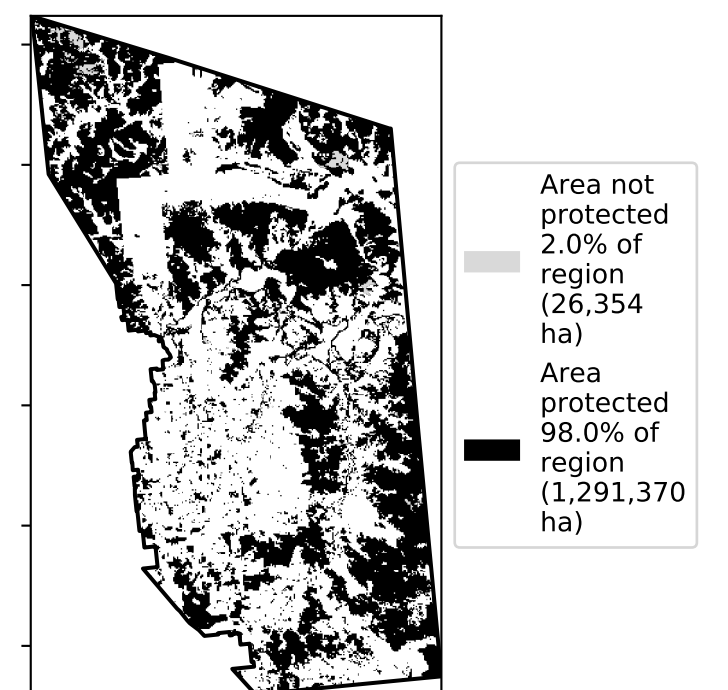 Area not
protected
2.0% of
region
(26,354
ha)
Area
protected
98.0% of
region
(1,291,370
ha)